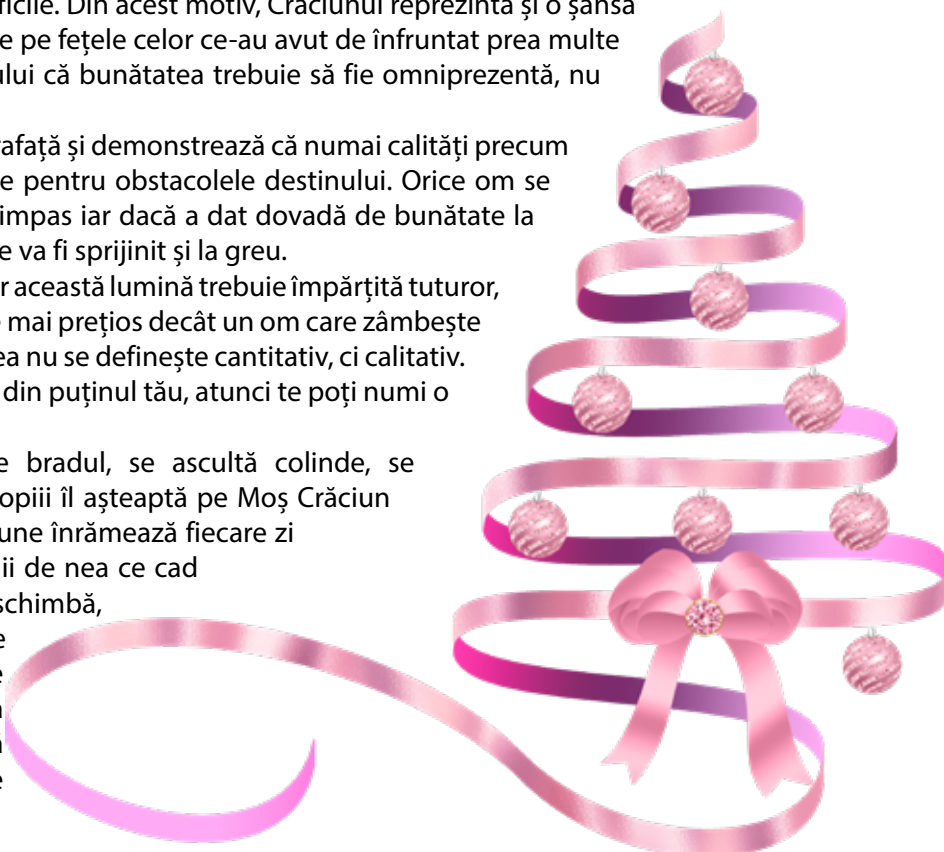 ficile. Din acest motiv, Crăciunul reprezintă și o șansă
e pe fețele celor ce-au avut de înfruntat prea multe
ului că bunătatea trebuie să fie omniprezentă, nu
rafață și demonstrează că numai calități precum
e pentru obstacolele destinului. Orice om se
impas iar dacă a dat dovadă de bunătate la
e va fi sprijinit și la greu.
r această lumină trebuie împărțită tuturor,
mai prețios decât un om care zâmbește
ea nu se definește cantitativ, ci calitativ.
din puținul tău, atunci te poți numi o
e bradul, se ascultă colinde, se
opiii îl așteaptă pe Moș Crăciun
une înrămează fiecare zi
ii de nea ce cad
schimbă,
e
e
e